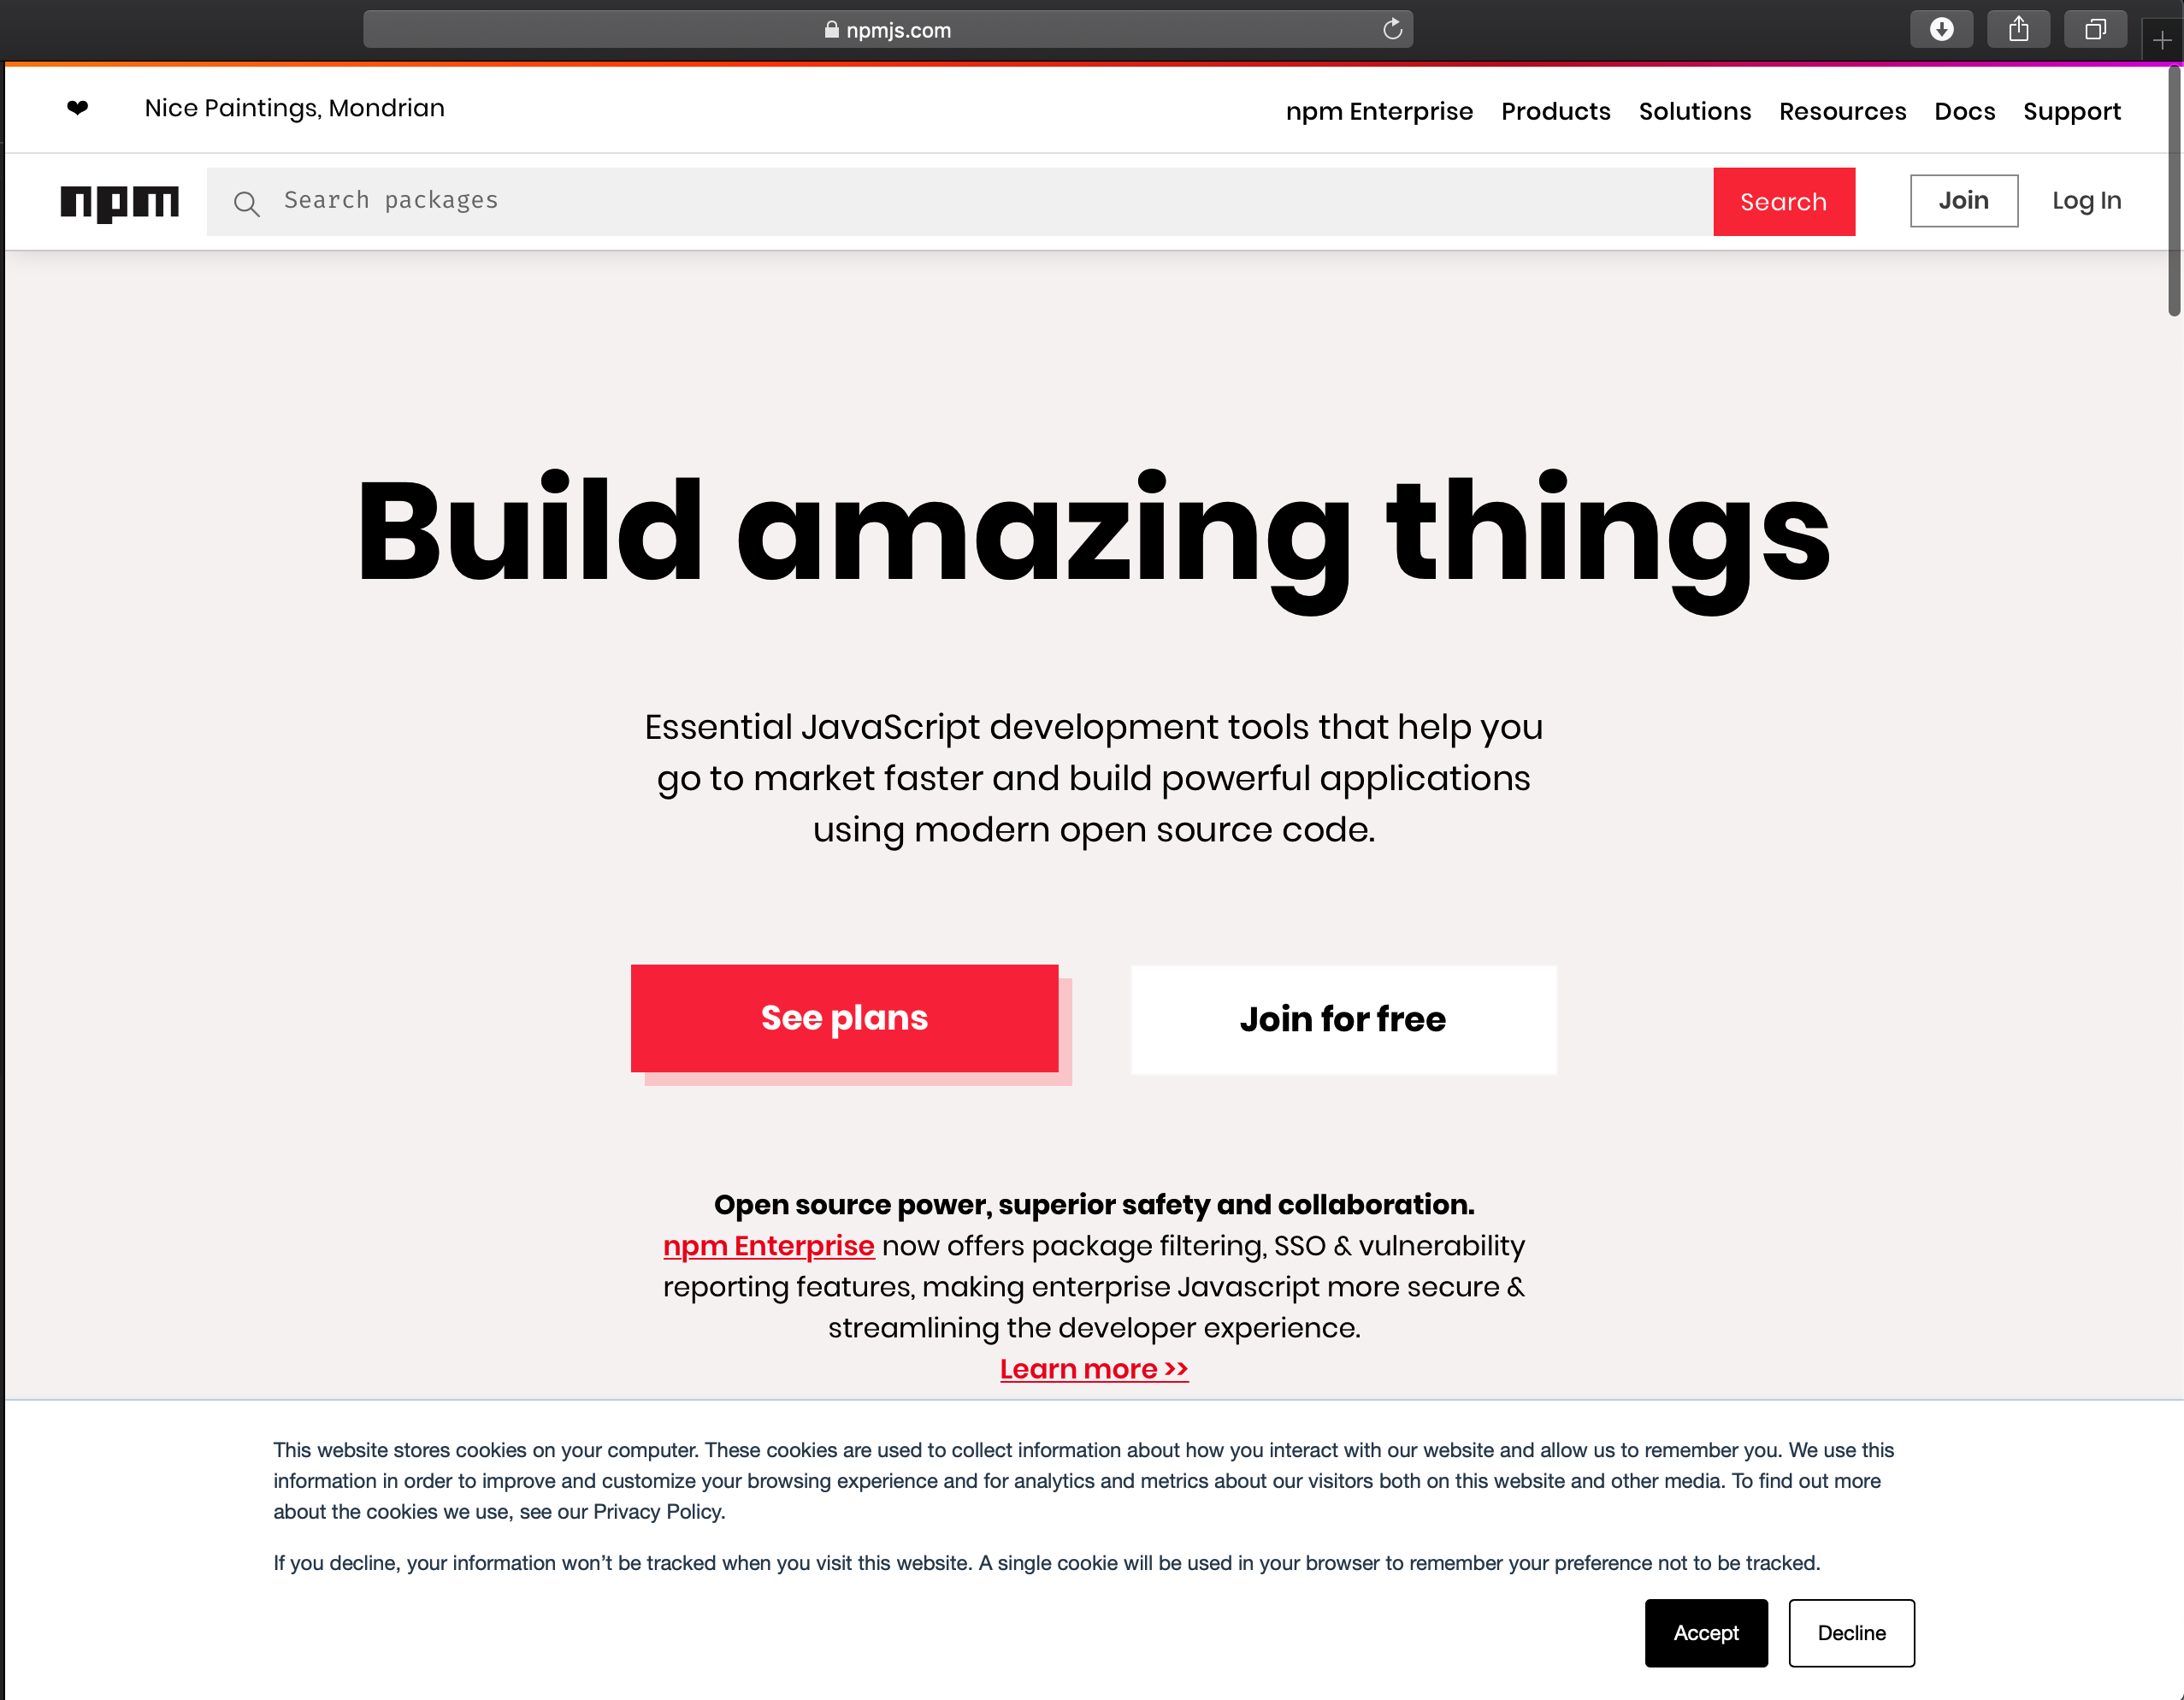 npmjs.com
❤ Nice Paintings, Mondrian
npm Enterprise Products Solutions Resources Docs Support
npm
Search packages
Search
Join
Log In
Build amazing things
Essential JavaScript development tools that help you
go to market faster and build powerful applications
using modern open source code.
See plans
Join for free
Open source power, superior safety and collaboration.
npm Enterprise now offers package filtering, SSO & vulnerability
reporting features, making enterprise Javascript more secure &
streamlining the developer experience.
Learn more >>
This website stores cookies on your computer. These cookies are used to collect information about how you interact with our website and allow us to remember you. We use this
information in order to improve and customize your browsing experience and for analytics and metrics about our visitors both on this website and other media. To find out more
about the cookies we use, see our Privacy Policy.
If you decline, your information won’t be tracked when you visit this website. A single cookie will be used in your browser to remember your preference not to be tracked.
Accept
Decline